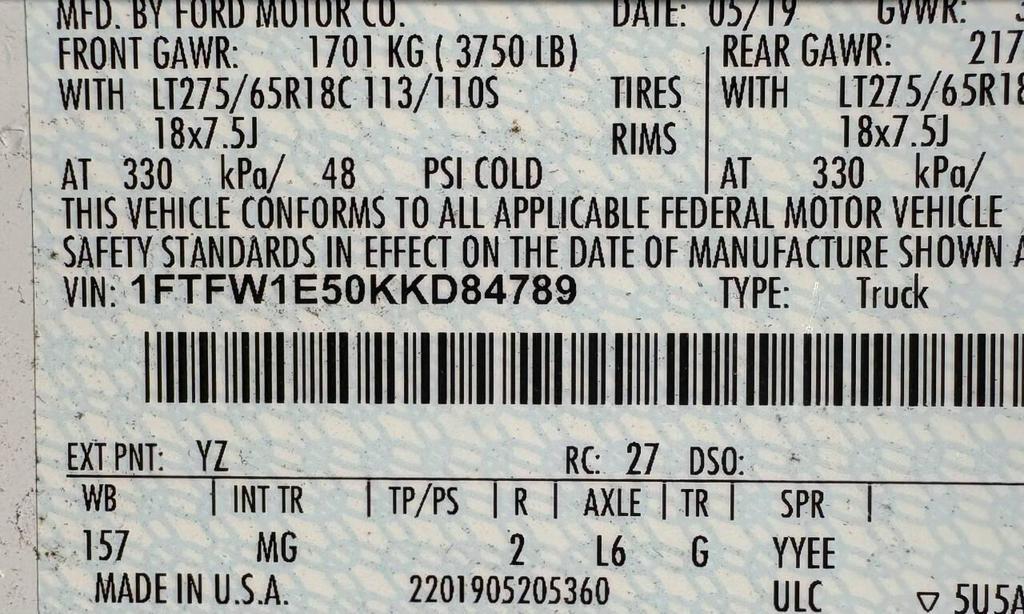 MFD. BY FORD MOTOR CO. DATE: 05/19 GVWR:
FRONT GAWR: 1701 KG ( 3750 LB) REAR GAWR: 217
WITH LT275/65R18C 113/110S TIRES WITH LT275/65R18
18x7.5J RIMS 18x7.5J
AT 330 kPa/ 48 PSI COLD AT 330 kPa/
THIS VEHICLE CONFORMS TO ALL APPLICABLE FEDERAL MOTOR VEHICLE
SAFETY STANDARDS IN EFFECT ON THE DATE OF MANUFACTURE SHOWN A
VIN: 1FTFW1E50KKD84789 TYPE: Truck
EXT PNT: YZ RC: 27 DSO:
WB | INT TR | TP/PS | R | AXLE | TR | SPR |
157 MG 2 L6 G YYEE
MADE IN U.S.A. 2201905205360 ULC ▽ 5U5A